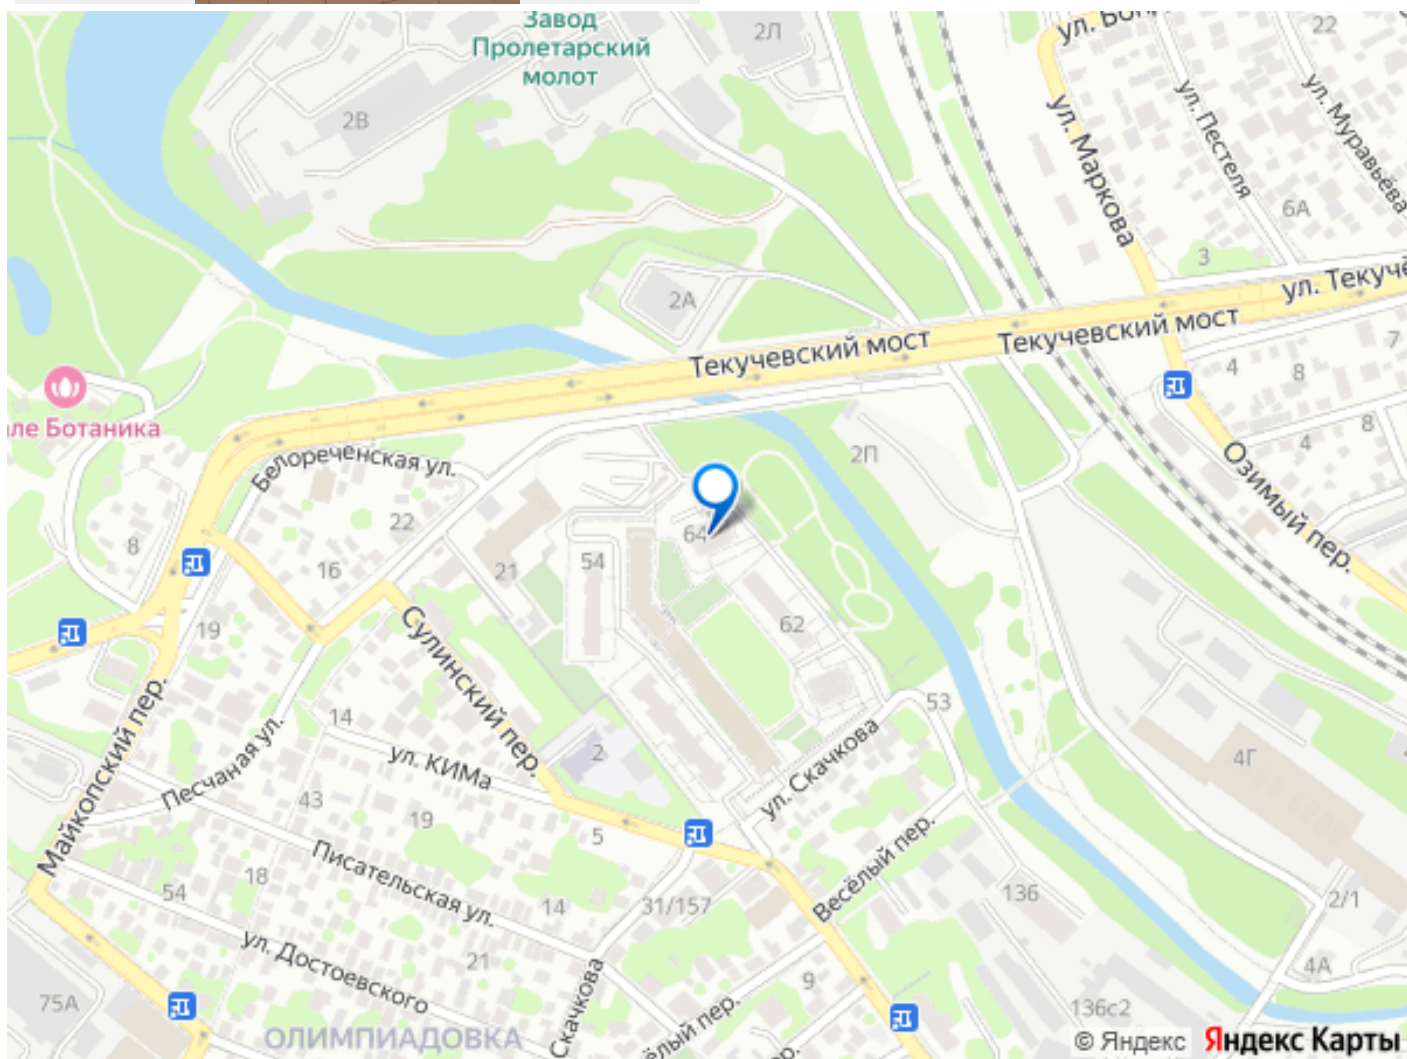 Завод
Пролетарский
молот
2Л
22
2В
ул. Маркова
ул. Пестеля
ул. Муравьёва
6А
3
2А
ул. Текучё
Текучевский мост
Текучевский мост
7
4
8
8
4
але Ботаника
Белореченская ул.
2П
Озимый пер.
22
64
8
16
21
54
62
19
Сулинский пер.
53
14
Майкопский пер.
Песчаная ул.
ул. КИМа
2
ул. Скачкова
4Г
43
19
5
Весёлый пер.
Писательская ул.
54
18
14
31/157
136
2/1
ул. Достоевского
21
9
4А
75А
Скачкова
136с2
ОЛИМПИАДОВКА
ёлый пер.
© Яндекс
Яндекс Карты